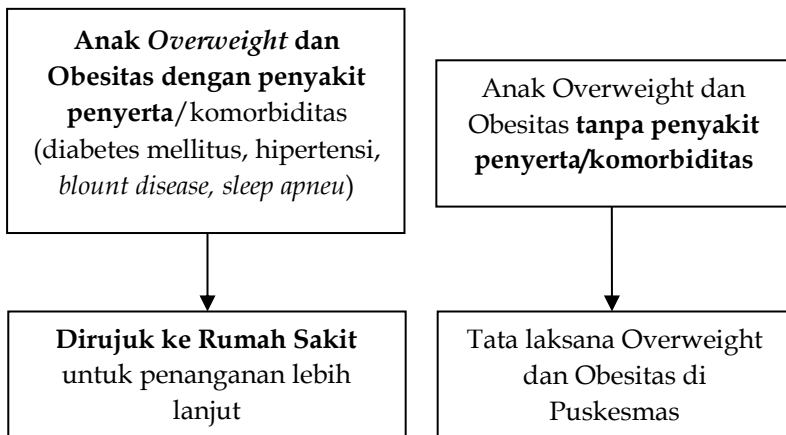 Anak Overweight dan
Obesitas dengan penyakit
penyerta/komorbiditas
(diabetes mellitus, hipertensi,
blount disease, sleep apneu)
Anak Overweight dan
Obesitas tanpa penyakit
penyerta/komorbiditas
Dirujuk ke Rumah Sakit
untuk penanganan lebih
lanjut
Tata laksana Overweight
dan Obesitas di
Puskesmas